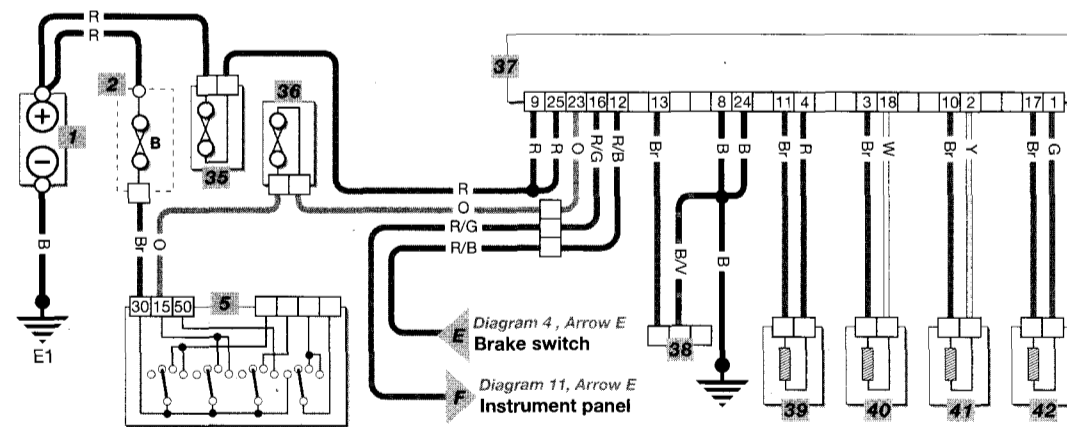 R
R
2
36
37
9 25 23 16 12 13 8 24 11 4 3 18 10 2 17 1
1
B
35
R R O R/G R/B Br B B Br R Br W Br Y Br G
R
O
R/G
R/B
B
Br
O
B/V
B
30 15 50
5
E
Diagram 4, Arrow E
Brake switch
38
E1
F
Diagram 11, Arrow E
Instrument panel
39
40
41
42